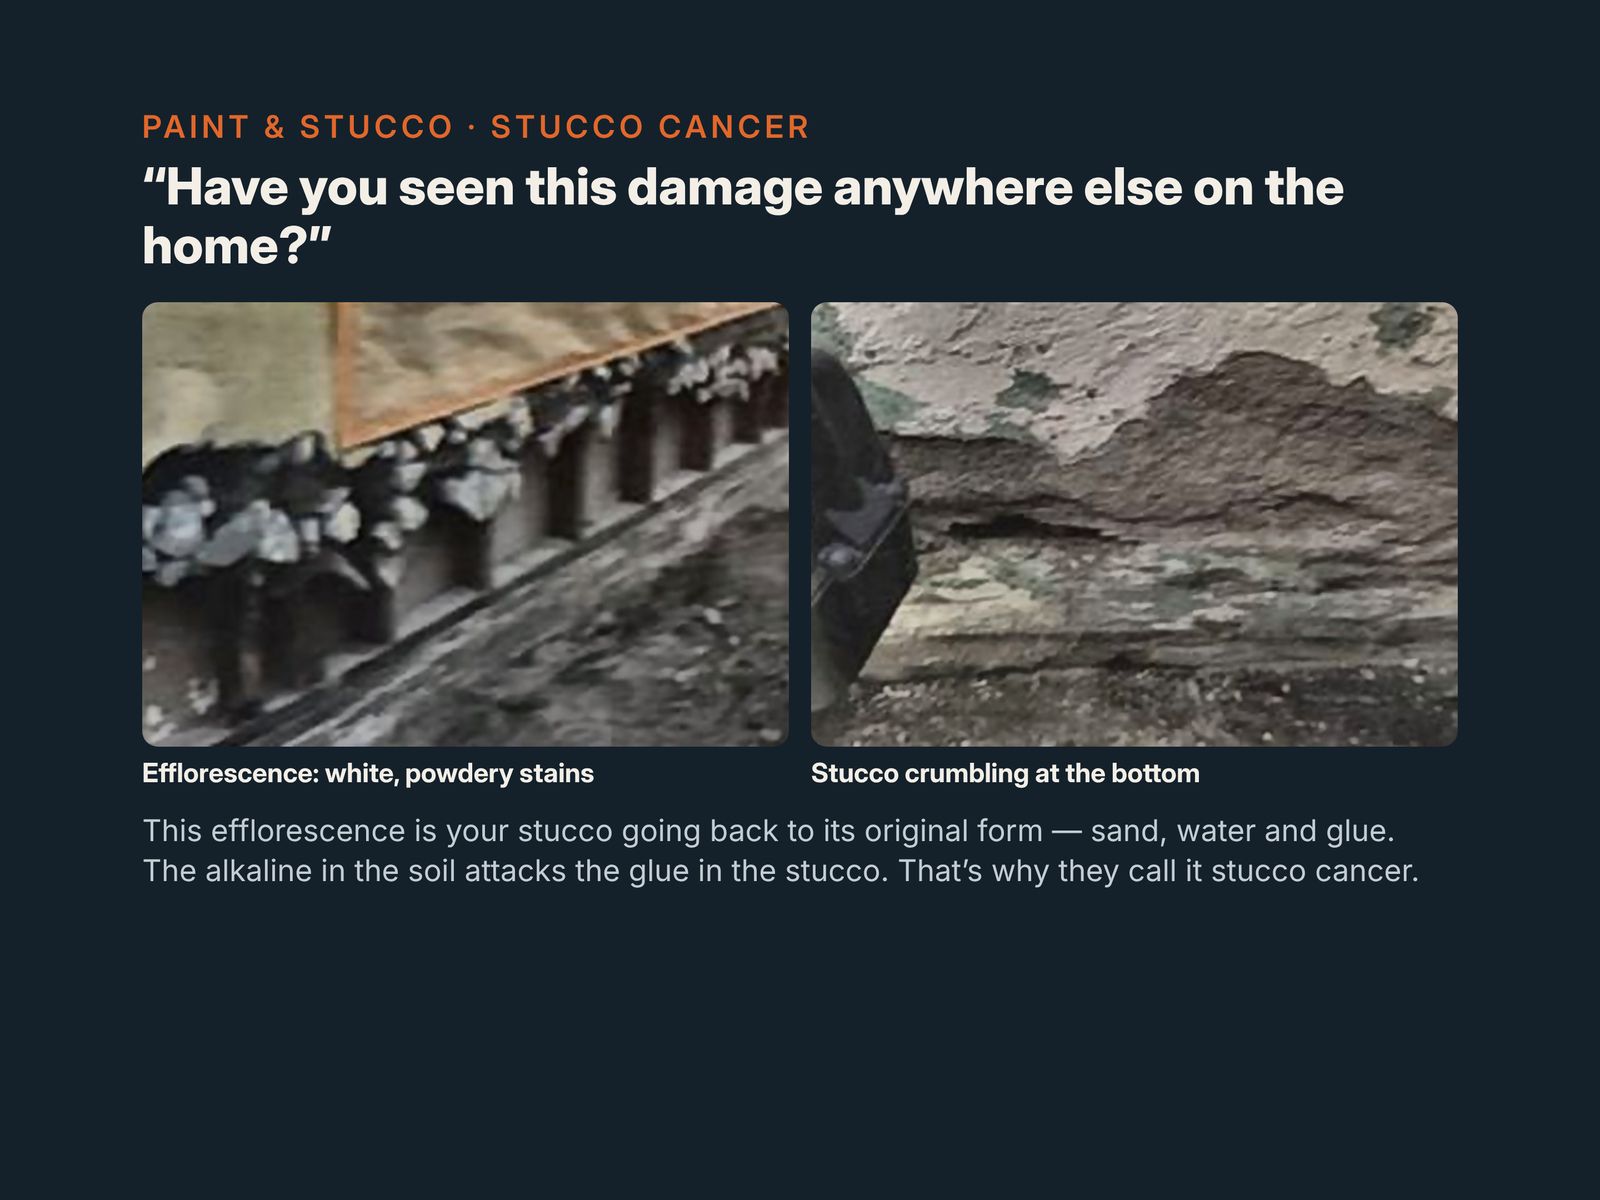 PAINT & STUCCO · STUCCO CANCER
“Have you seen this damage anywhere else on the
home?”
Efflorescence: white, powdery stains
Stucco crumbling at the bottom
This efflorescence is your stucco going back to its original form — sand, water and glue.
The alkaline in the soil attacks the glue in the stucco. That’s why they call it stucco cancer.